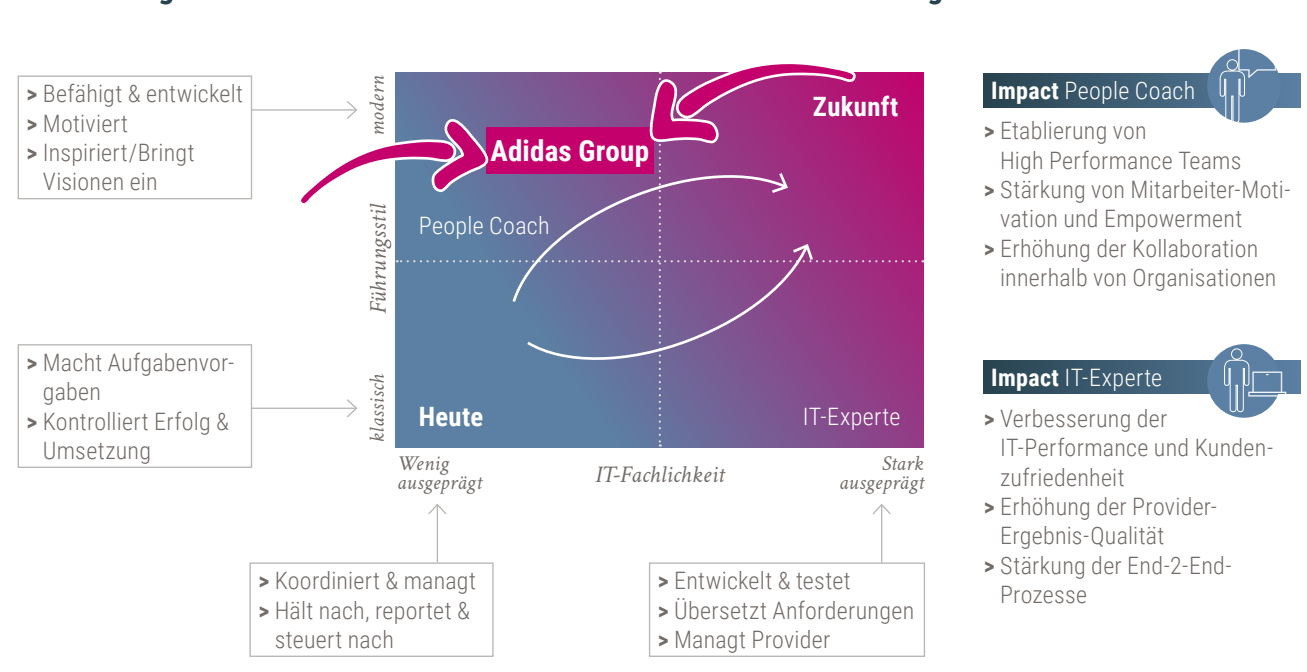 > Befähigt & entwickelt
> Motiviert
> Inspiriert/Bringt
Visionen ein
> Macht Aufgabenvor-
gaben
> Kontrolliert Erfolg &
Umsetzung
modern
Führungsstil
klassisch
Zukunft
Adidas Group
People Coach
Heute
IT-Experte
Wenig
ausgeprägt
IT-Fachlichkeit
Stark
ausgeprägt
> Koordiniert & managt
> Hält nach, reportet &
steuert nach
> Entwickelt & testet
> Übersetzt Anforderungen
> Managt Provider
Impact People Coach
> Etablierung von
High Performance Teams
> Stärkung von Mitarbeiter-Moti-
vation und Empowerment
> Erhöhung der Kollaboration
innerhalb von Organisationen
Impact IT-Experte
> Verbesserung der
IT-Performance und Kunden-
zufriedenheit
> Erhöhung der Provider-
Ergebnis-Qualität
> Stärkung der End-2-End-
Prozesse